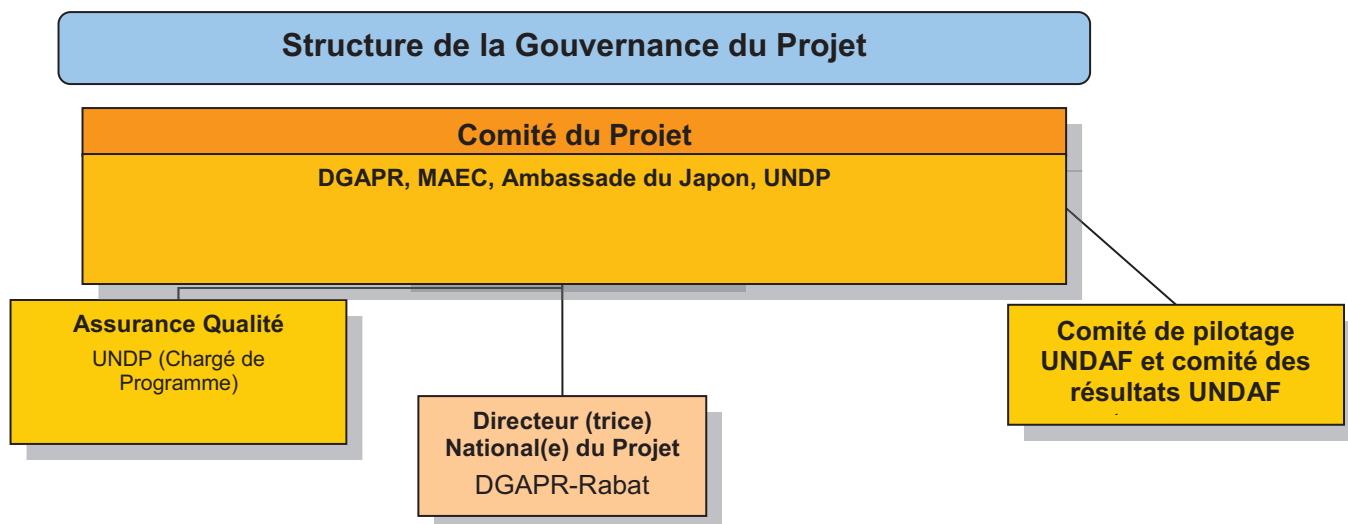 Structure de la Gouvernance du Projet
Comité du Projet
DGAPR, MAEC, Ambassade du Japon, UNDP
Assurance Qualité
UNDP (Chargé de
Programme)
Directeur (trice)
National(e) du Projet
DGAPR-Rabat
Comité de pilotage
UNDAF et comité des
résultats UNDAF